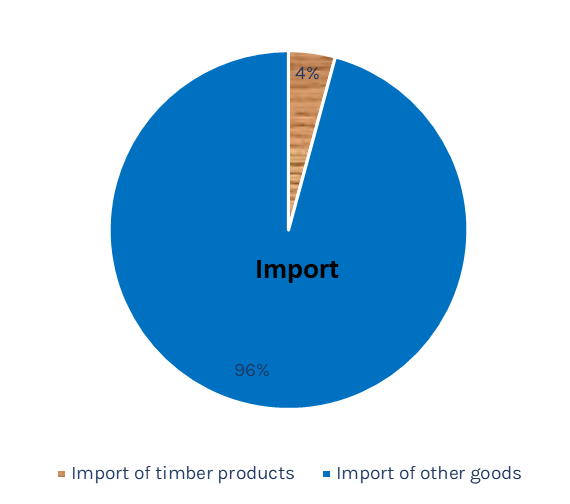 4%
Import
96%
Import of timber products
Import of other goods